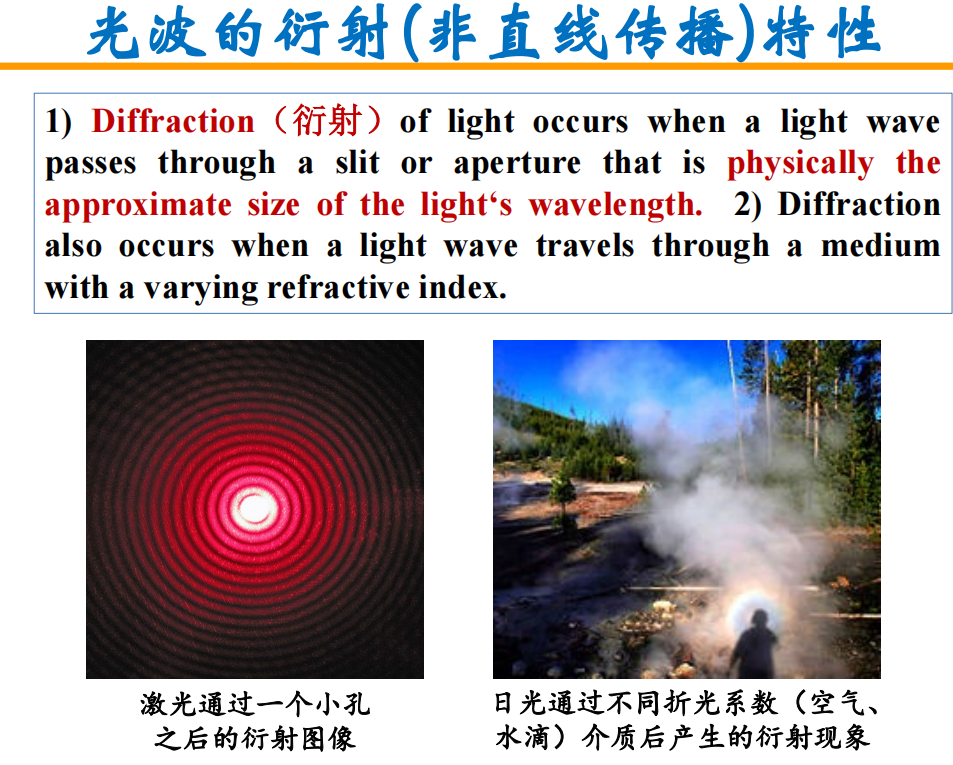 光波的衍射(非直线传播)特性
1) Diffraction（衍射）of light occurs when a light wave
passes through a slit or aperture that is physically the
approximate size of the light‘s wavelength. 2) Diffraction
also occurs when a light wave travels through a medium
with a varying refractive index.
激光通过一个小孔
之后的衍射图像
日光通过不同折光系数（空气、
水滴）介质后产生的衍射现象